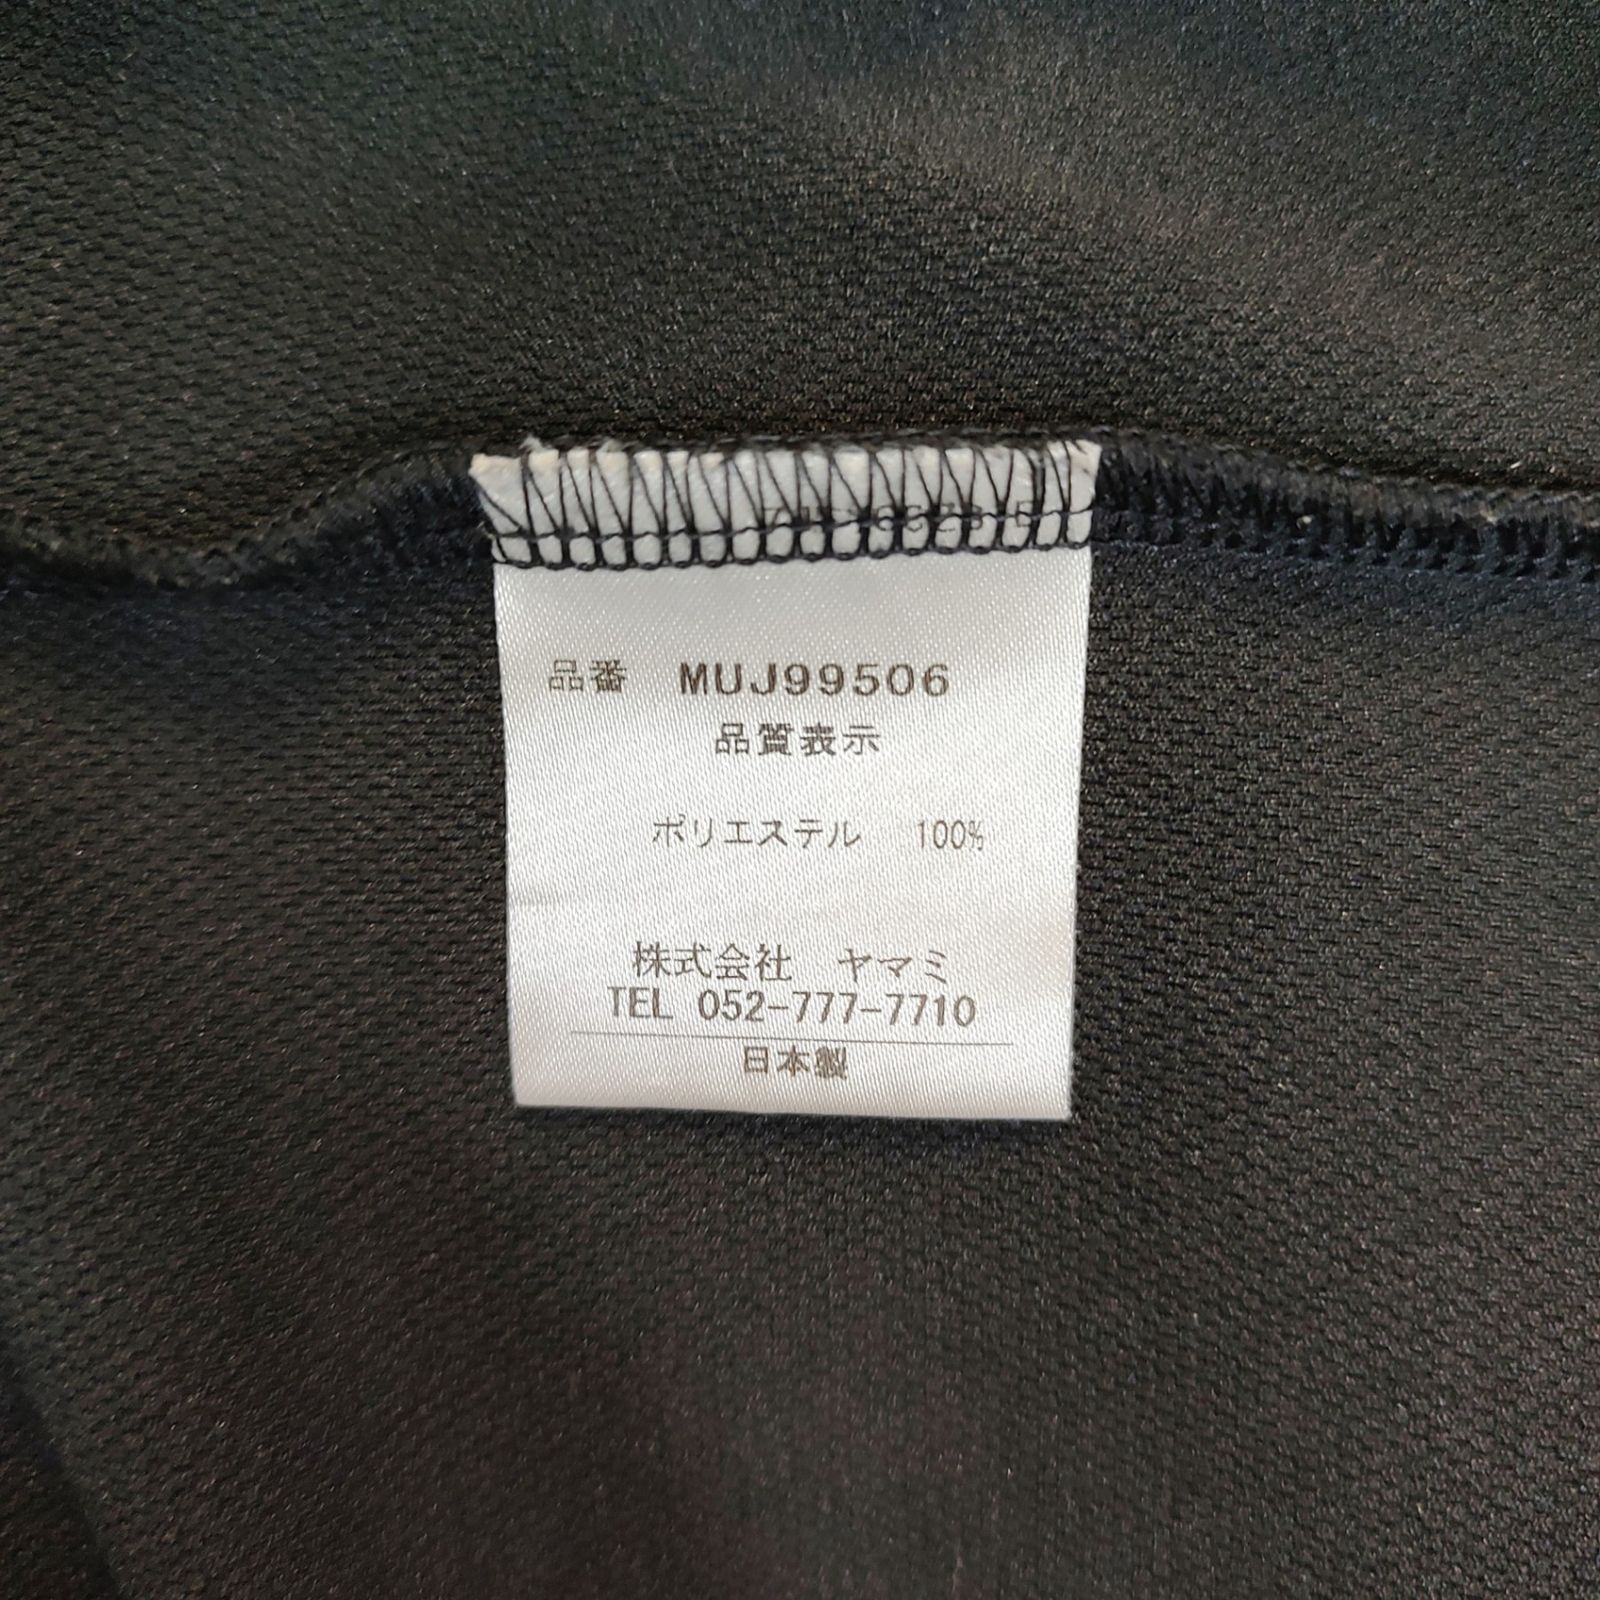 品番 MUJ99506
品質表示
ポリエステル 100%
株式会社 ヤマミ
TEL 052-777-7710
日本製